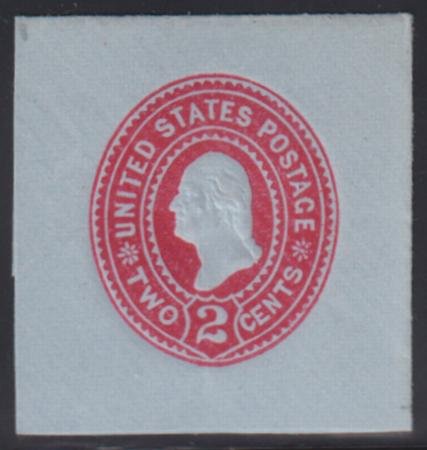 UNITED STATES POSTAGE
TWO 2 CENTS